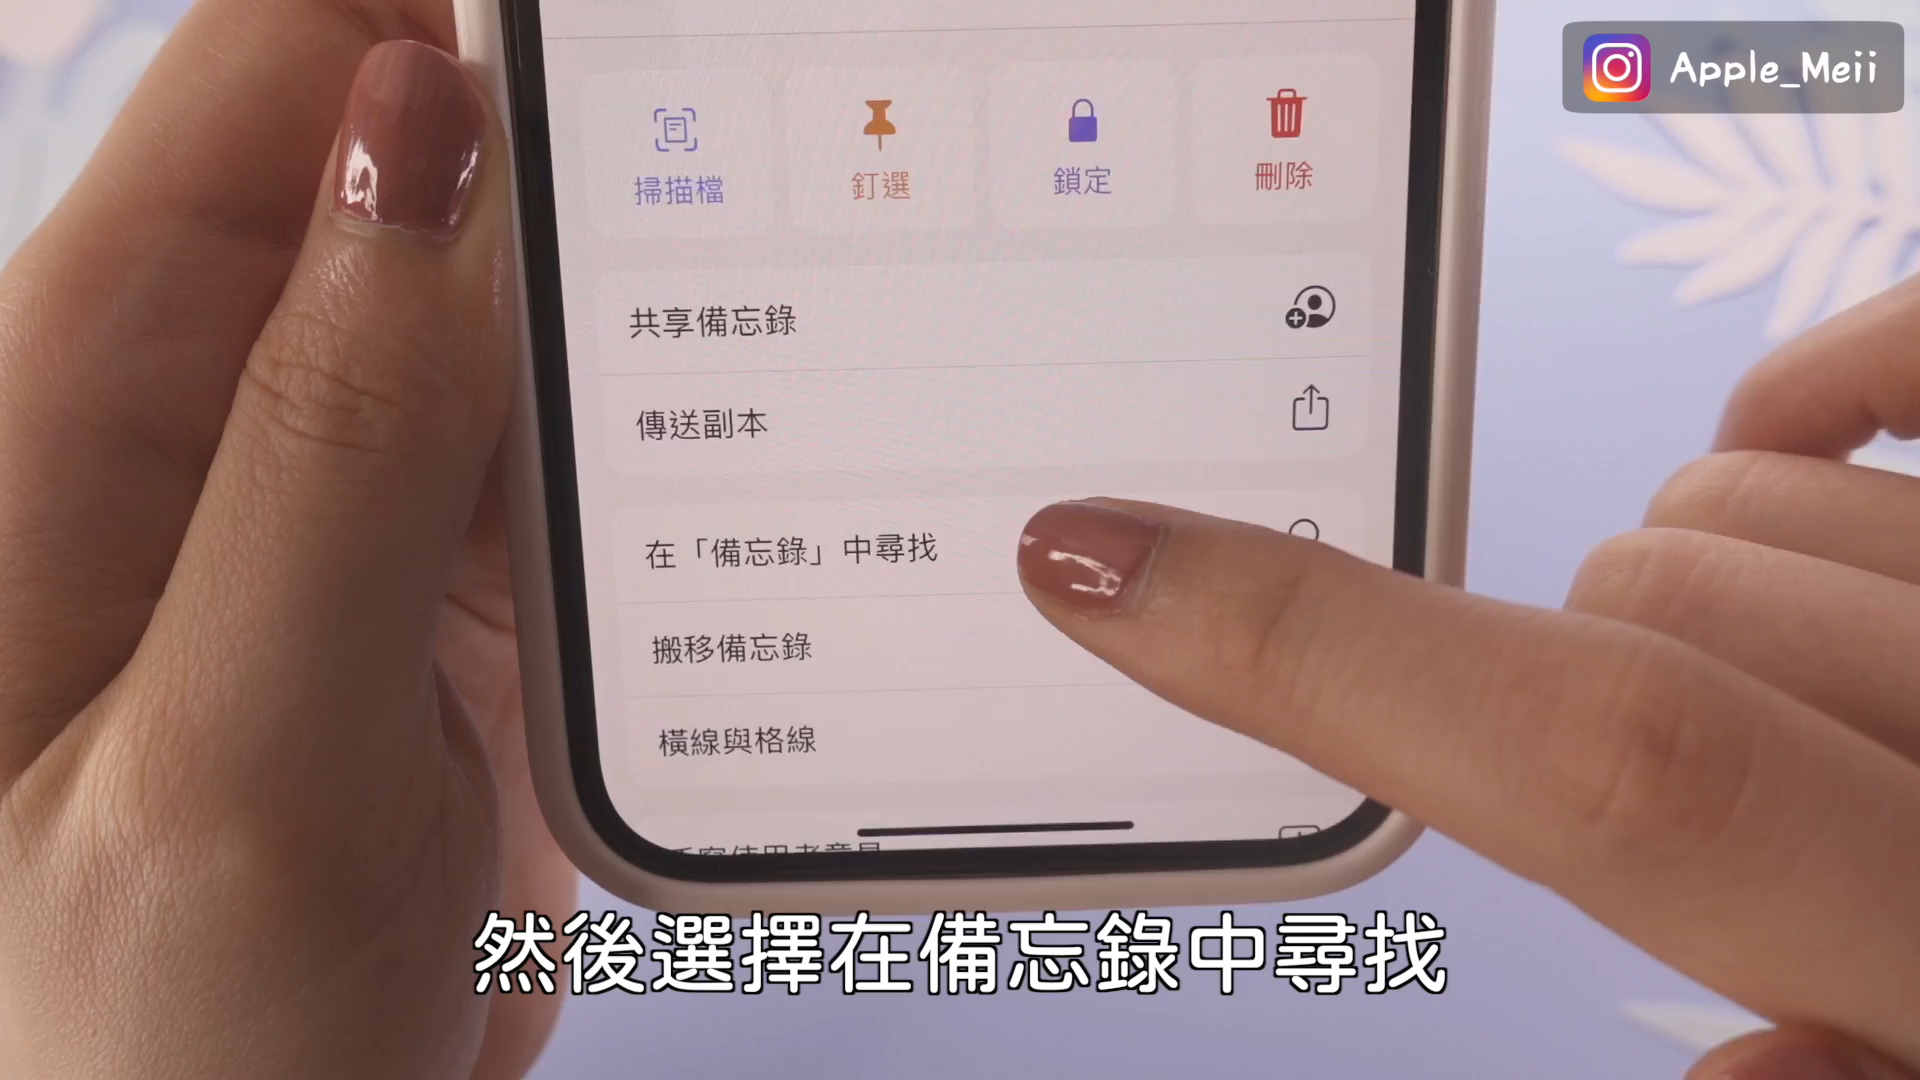 Apple_Meii
掃描檔
釘選
鎖定
刪除
共享備忘錄
傳送副本
在「備忘錄」中尋找
搬移備忘錄
橫線與格線
然後選擇在備忘錄中尋找